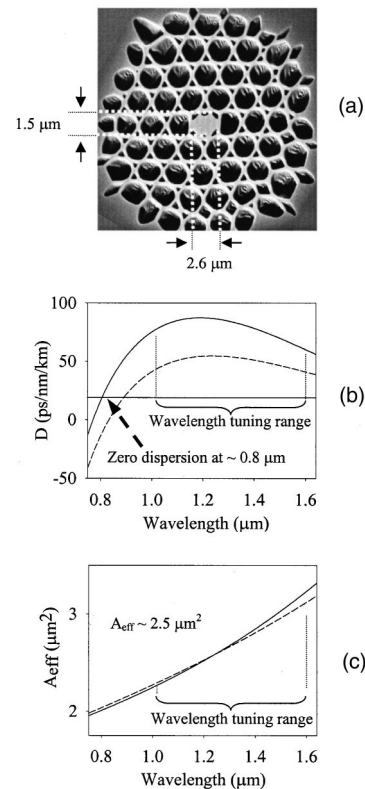 (a)
1.5 μm
2.6 μm
100
50
0
-50
D (ps/nm/km)
Wavelength tuning range
Zero dispersion at ~ 0.8 μm
0.8 1.0 1.2 1.4 1.6
Wavelength (μm)
(b)
3
2
Aeff (μm²)
Aeff ~ 2.5 μm²
Wavelength tuning range
0.8 1.0 1.2 1.4 1.6
Wavelength (μm)
(c)